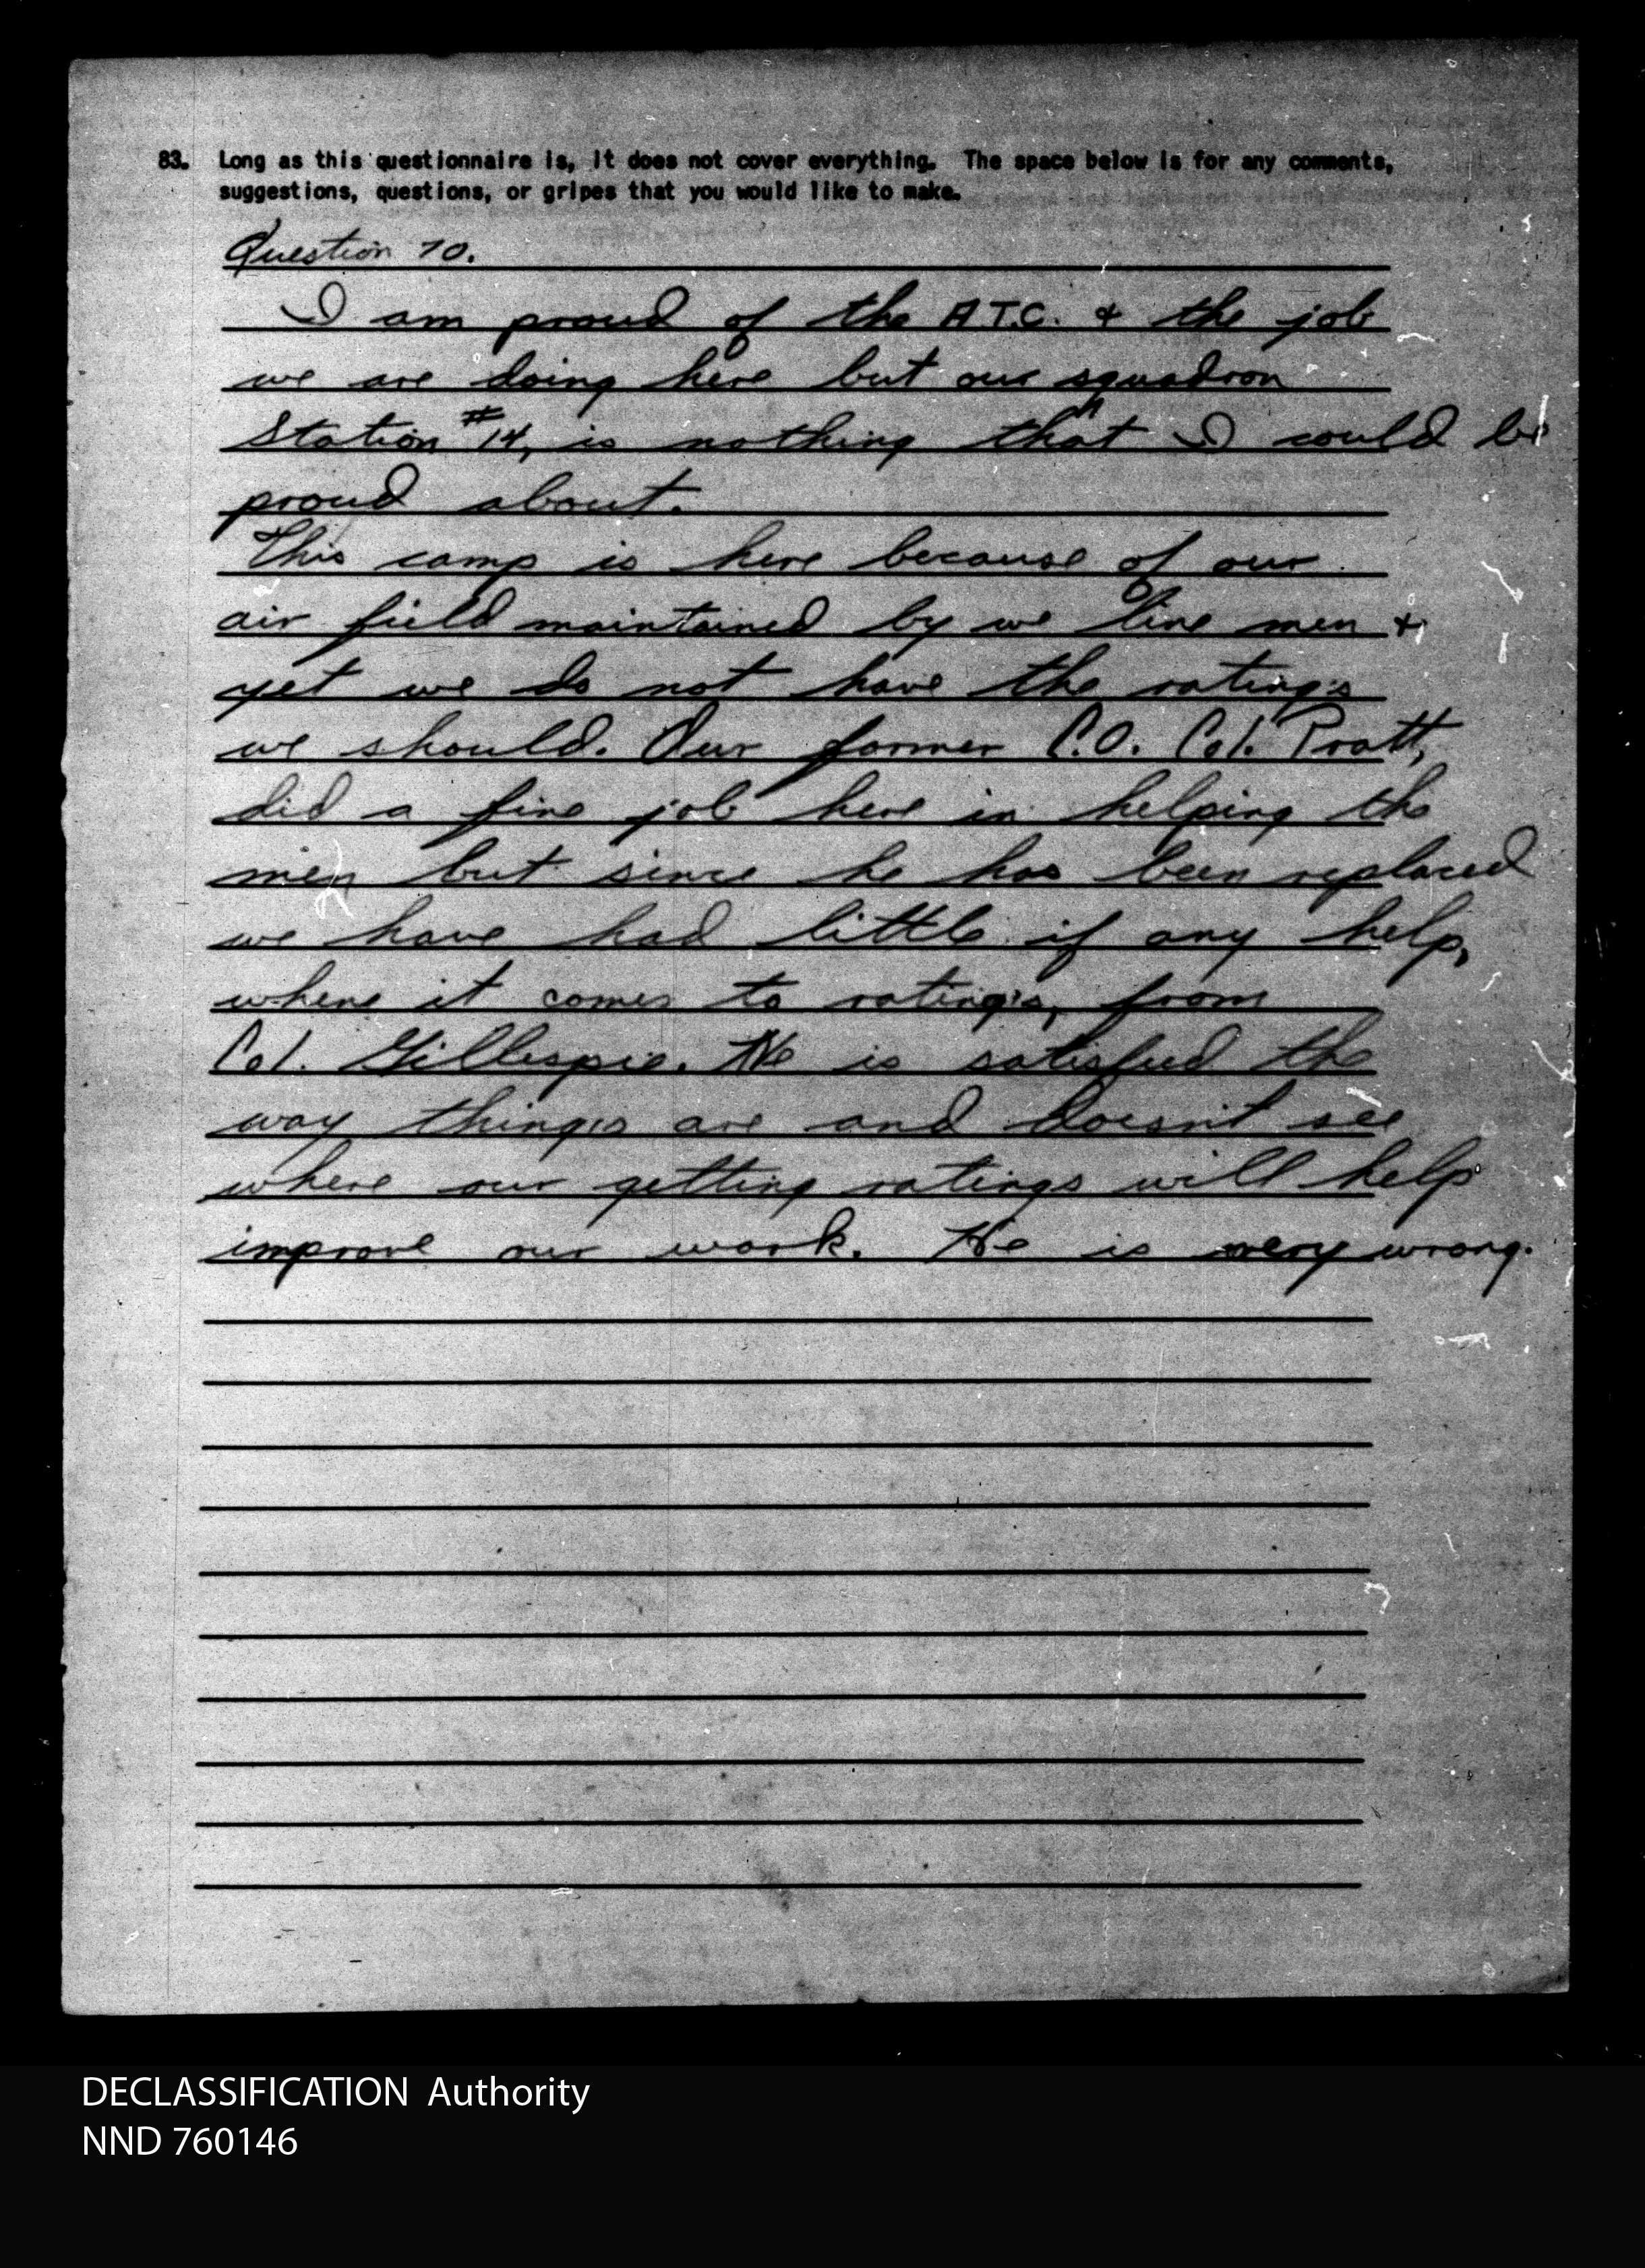 83. Long as this questionnaire is, it does not cover everything. The space below is for any comments,
suggestions, questions, or gripes that you would like to make.
Question 70.
I am proud of the A.T.C. & the job
we are doing here but our squadron
Station #14, is nothing that I could be
proud about.
This camp is here because of our
air field maintained by we line men &
yet we do not have the rating's
we should. Our former C.O. Col. Pratt,
did a fine job here in helping the
men but since he has been replaced
we have had little if any help,
where it comes to rating's, from
Col. Gillespie. He is satisfied the
way things are and doesn't see
where our getting ratings will help
improve our work. He is very wrong.
DECLASSIFICATION Authority
NND 760146